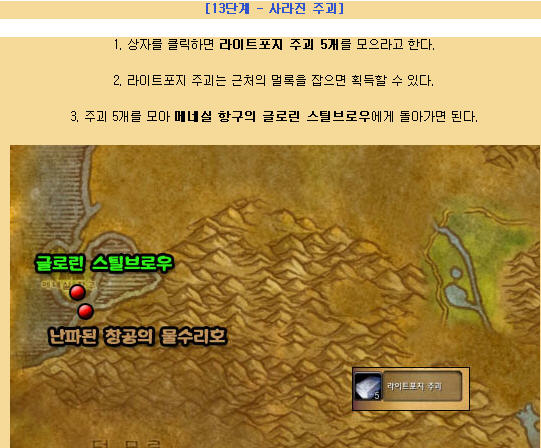 [13단계 - 사라진 주괴]
1. 상자를 클릭하면 라이트포지 주괴 5개를 모으라고 한다.
2. 라이트포지 주괴는 근처의 멀록을 잡으면 획득할 수 있다.
3. 주괴 5개를 모아 메네실 항구의 글로린 스틸브로우에게 돌아가면 된다.
글로린 스틸브로우
메네실 항구
난파된 창공의 물수리호
라이트포지 주괴
5
던 모로